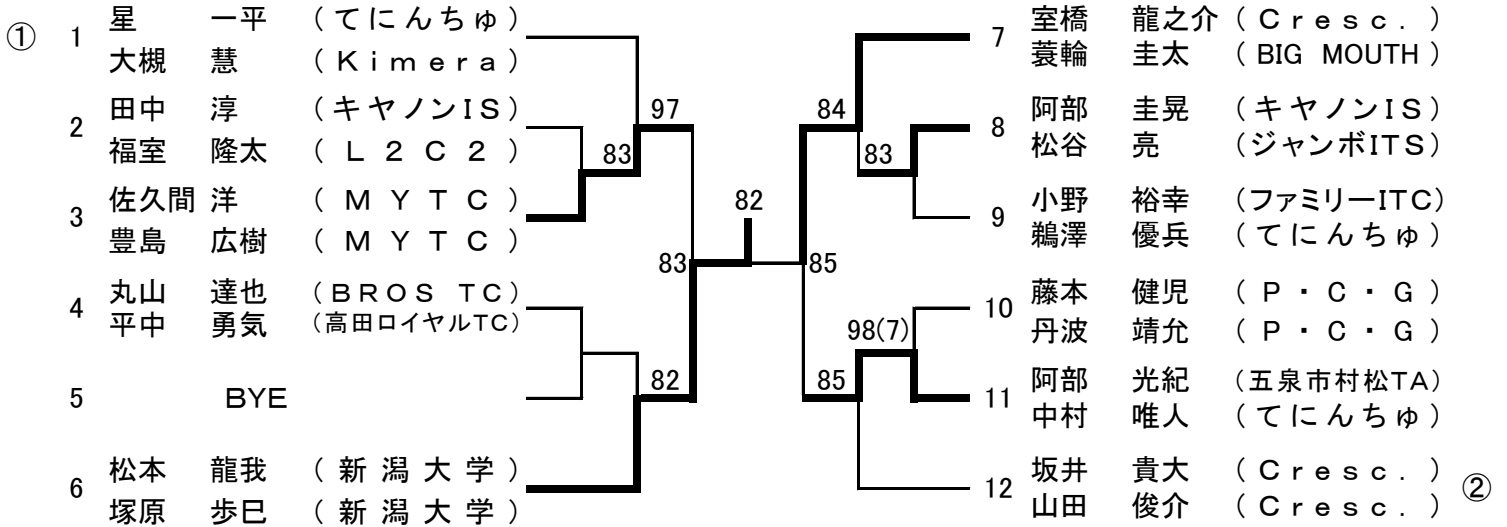 ① 1 星 一平 (てにんちゅ)
大槻 慧 (Kimera)
2 田中 淳 (キヤノンIS)
福室 隆太 (L2C2)
3 佐久間 洋 (MYTC)
豊島 広樹 (MYTC)
4 丸山 達也 (BROS TC)
平中 勇気 (高田ロイヤルTC)
5 BYE
6 松本 龍我 (新潟大学)
塚原 歩巳 (新潟大学)
97
83
83
82
82
84
83
85
98(7)
85
7 室橋 龍之介 (Cresc.)
蓑輪 圭太 (BIG MOUTH)
8 阿部 圭晃 (キヤノンIS)
松谷 亮 (ジャンボITS)
9 小野 裕幸 (ファミリーITC)
鵜澤 優兵 (てにんちゅ)
10 藤本 健児 (P・C・G)
丹波 靖允 (P・C・G)
11 阿部 光紀 (五泉市村松TA)
中村 唯人 (てにんちゅ)
12 坂井 貴大 (Cresc.) ②
山田 俊介 (Cresc.)